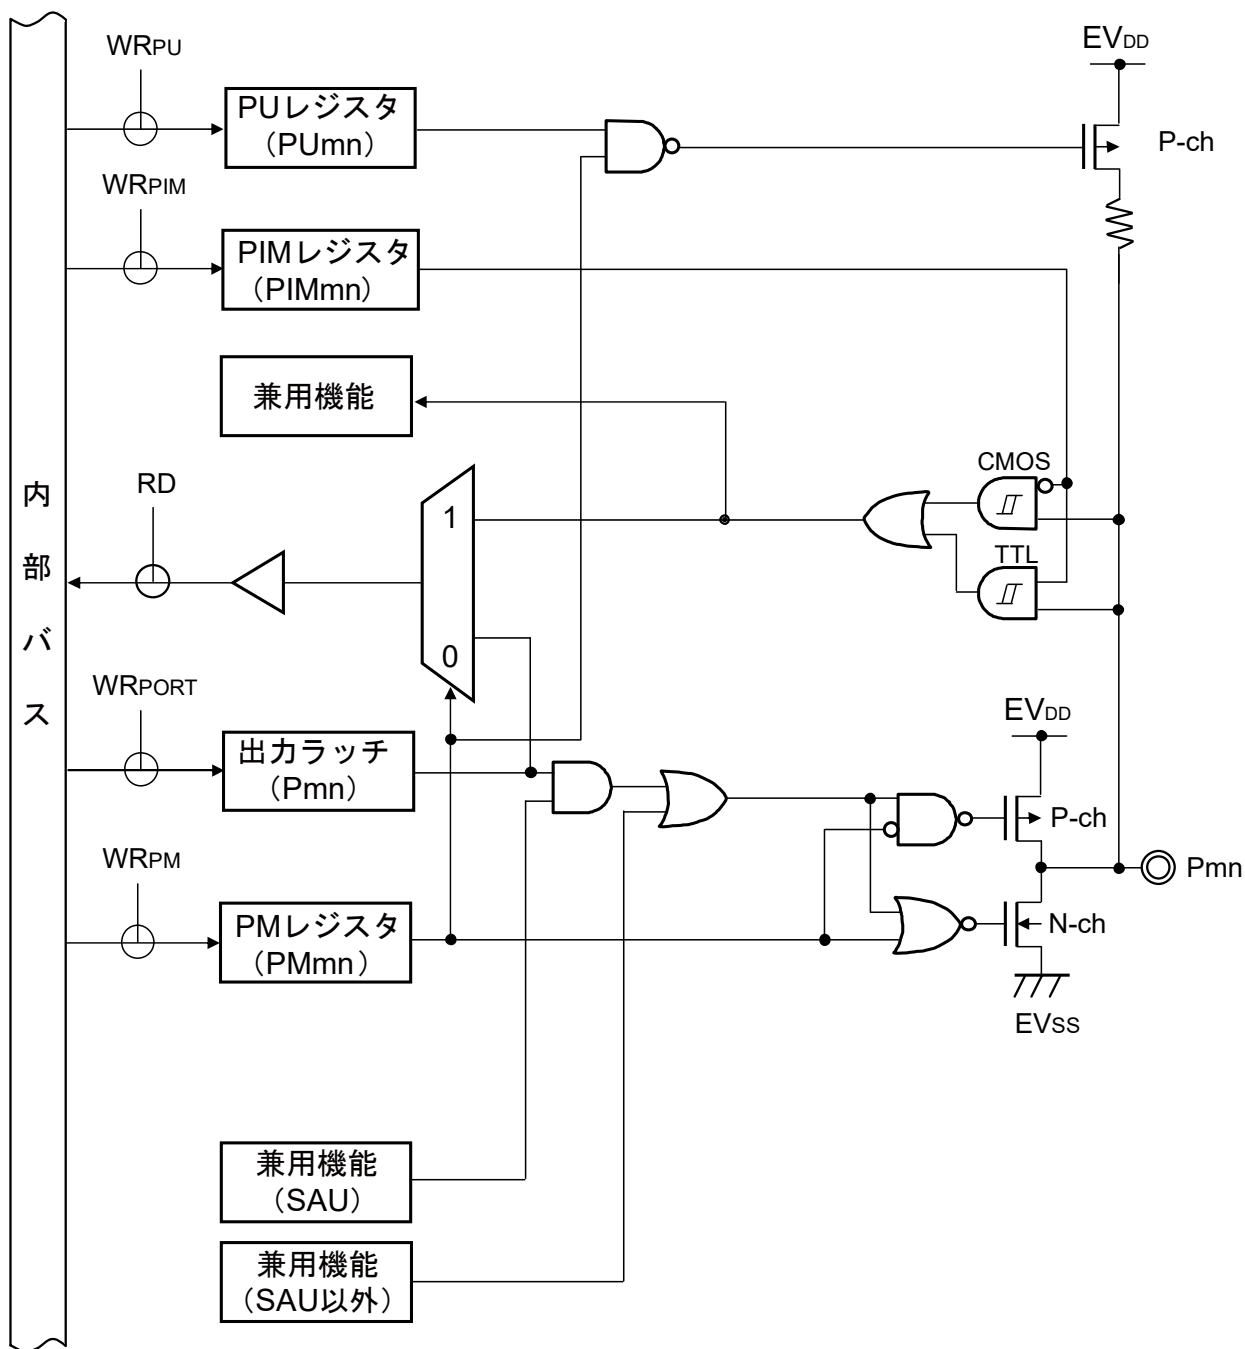 WRPU
EVDD
PUレジスタ
（PUmn）
P-ch
WRPIM
PIMレジスタ
（PIMmn）
兼用機能
CMOS
内部バス
RD
1
TTL
0
WRPORT
EVDD
出力ラッチ
（Pmn）
P-ch
WRPM
Pmn
PMレジスタ
（PMmn）
N-ch
EVSS
兼用機能
（SAU）
兼用機能
（SAU以外）